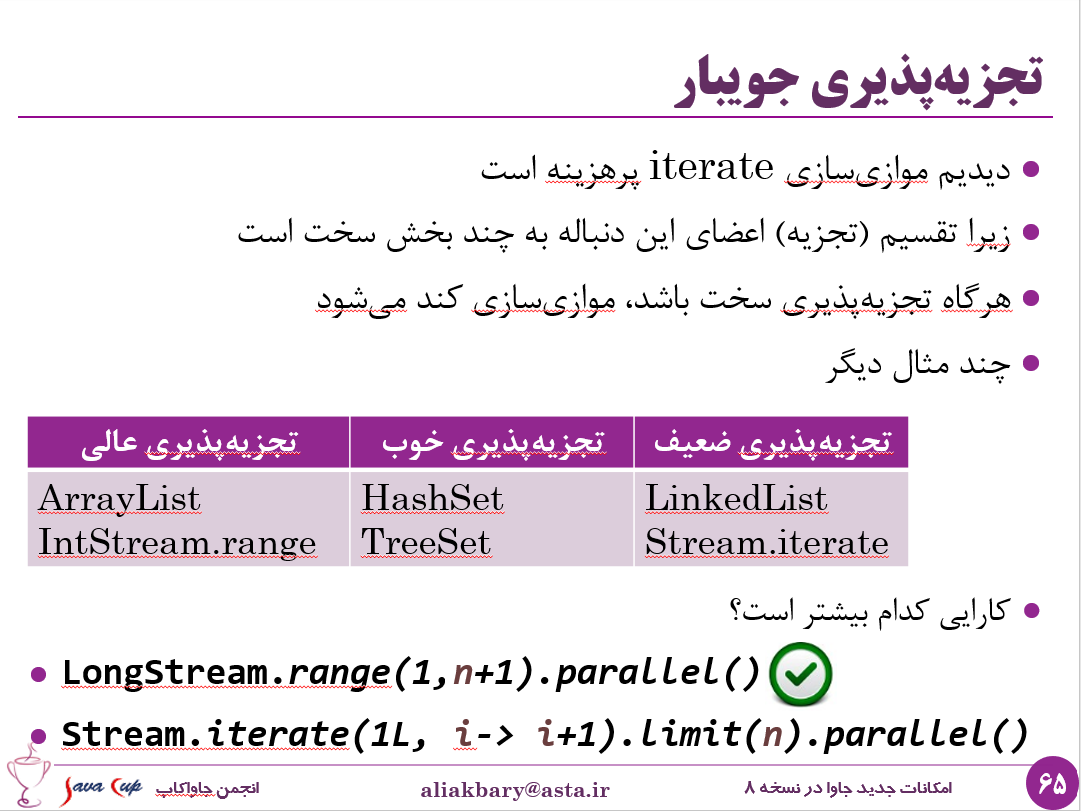 تجزیه‌پذیری جویبار
دیدیم موازی‌سازی iterate پرهزینه است
زیرا تقسیم (تجزیه) اعضای این دنباله به چند بخش سخت است
هرگاه تجزیه‌پذیری سخت باشد، موازی‌سازی کند می‌شود
چند مثال دیگر
تجزیه‌پذیری ضعیف تجزیه‌پذیری خوب تجزیه‌پذیری عالی
ArrayList HashSet LinkedList
IntStream.range TreeSet Stream.iterate
کارایی کدام بیشتر است؟
LongStream.range(1,n+1).parallel()
Stream.iterate(1L, i-> i+1).limit(n).parallel()
۶۵
امکانات جدید جاوا در نسخه ۸
aliakbary@asta.ir
انجمن جاواکاپ
Java Cup